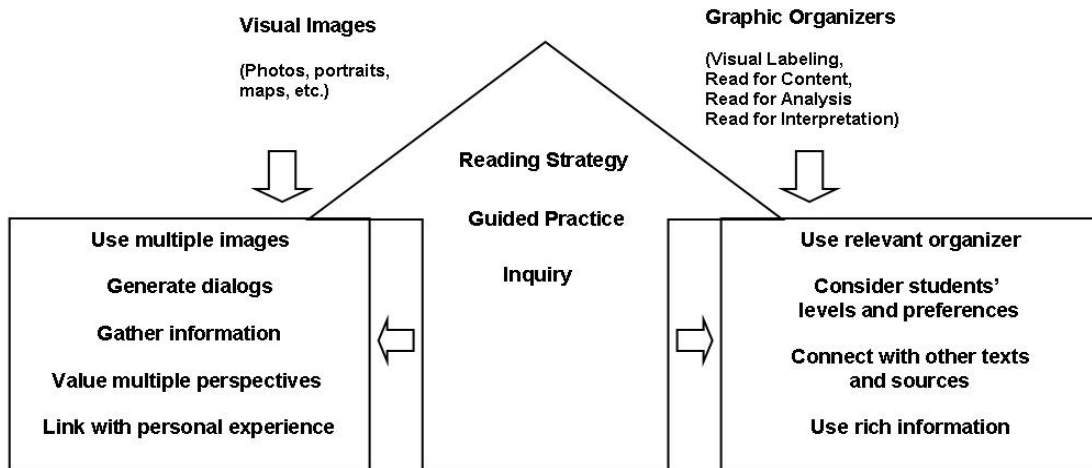 Visual Images
(Photos, portraits,
maps, etc.)
Graphic Organizers
(Visual Labeling,
Read for Content,
Read for Analysis
Read for Interpretation)
Reading Strategy
Guided Practice
Inquiry
Use multiple images
Generate dialogs
Gather information
Value multiple perspectives
Link with personal experience
Use relevant organizer
Consider students’
levels and preferences
Connect with other texts
and sources
Use rich information